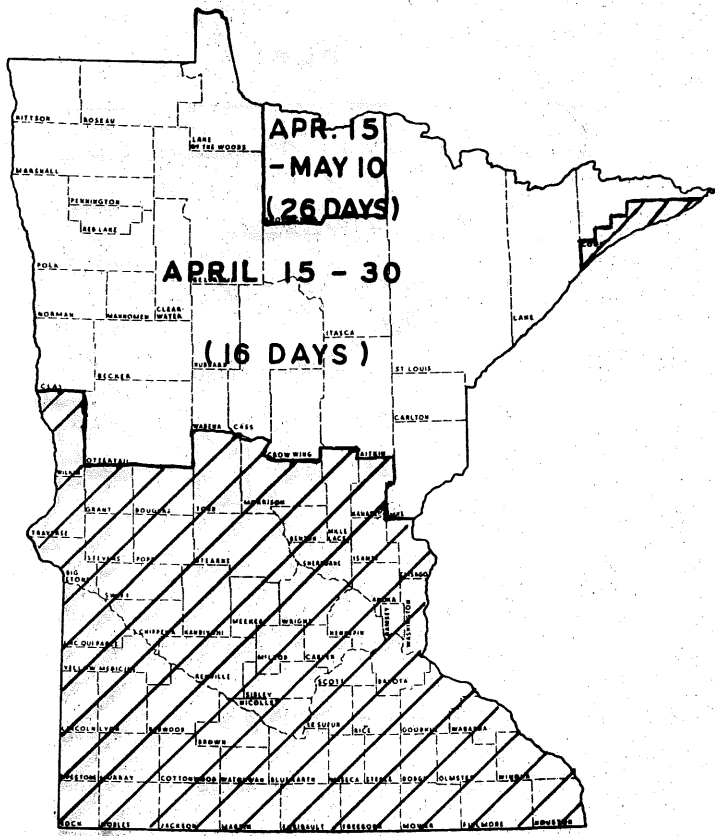 KITTSON
ROSEAU
LAKE
OF THE WOODS
APR. 15
- MAY 10
(26 DAYS)
MARSHALL
PENNINGTON
RED LAKE
POLK
APRIL 15 - 30
NORMAN
MAHNOMEN
CLEAR
WATER
LAKE
ITASCA
(16 DAYS)
HUBBARD
BECKER
ST LOUIS
CLAY
CARLTON
WADENA
CASS
CROW WING
AITKIN
OTTERTAIL
WILKIN
GRANT
DOUGLAS
TODD
MORRISON
TRAVERSE
BENTON
MILLE
LACS
STEVENS
POPE
STEARNS
SHERBURNE
ISANTI
BIG
STONE
CHISAGO
SWIFT
ANOKA
RAMSEY
WASHINGTON
MEEKER
WRIGHT
HENNEPIN
LAC QUI PARLE
CHIPPEWA
KANDIYOHI
MCLEOD
CARVER
YELLOW MEDICINE
RENVILLE
SCOTT
DAKOTA
SIBLEY
NICOLLET
LINCOLN
LYON
REDWOOD
LE SUEUR
RICE
GOODHUE
WABASHA
BROWN
PIPESTONE
MURRAY
COTTONWOOD
WATONWAN
BLUE EARTH
WASECA
STEELE
DODGE
OLMSTED
WINONA
ROCK
NOBLES
JACKSON
MARTIN
FARIBAULT
FREEBORN
MOWER
FILLMORE
HOUSTON